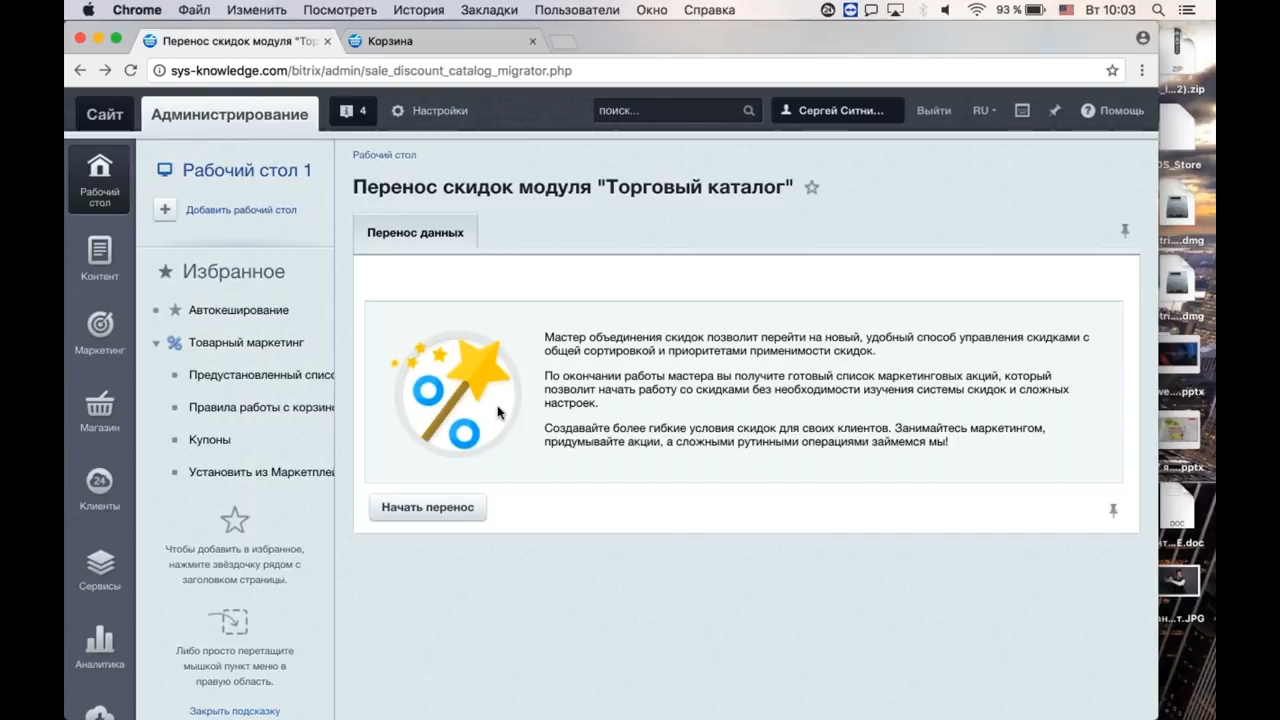 Chrome Файл Изменить Посмотреть История Закладки Пользователи Окно Справка 93 % Вт 10:03
Перенос скидок модуля "Тор Корзина
sys-knowledge.com/bitrix/admin/sale_discount_catalog_migrator.php
Сайт Администрирование 4 Настройки поиск... Сергей Ситни... Выйти RU Помощь
Рабочий стол
Контент
Маркетинг
Магазин
24
Клиенты
Сервисы
Аналитика
Рабочий стол 1
Добавить рабочий стол
Избранное
Автокеширование
Товарный маркетинг
Предустановленный списо
Правила работы с корзино
Купоны
Установить из Маркетпле
Чтобы добавить в избранное,
нажмите звёздочку рядом с
заголовком страницы.
Либо просто перетащите
мышкой пункт меню в
правую область.
Закрыть подсказку
Рабочий стол
Перенос скидок модуля "Торговый каталог"
Перенос данных
Мастер объединения скидок позволит перейти на новый, удобный способ управления скидками с
общей сортировкой и приоритетами применимости скидок.
По окончании работы мастера вы получите готовый список маркетинговых акций, который
позволит начать работу со скидками без необходимости изучения системы скидок и сложных
настроек.
Создавайте более гибкие условия скидок для своих клиентов. Занимайтесь маркетингом,
придумывайте акции, а сложными рутинными операциями займемся мы!
Начать перенос
ZIP
2).zip
DS_Store
tri....dmg
tri....dmg
we....pptx
я....pptx
DOC
нт...E.doc
ан...т.JPG